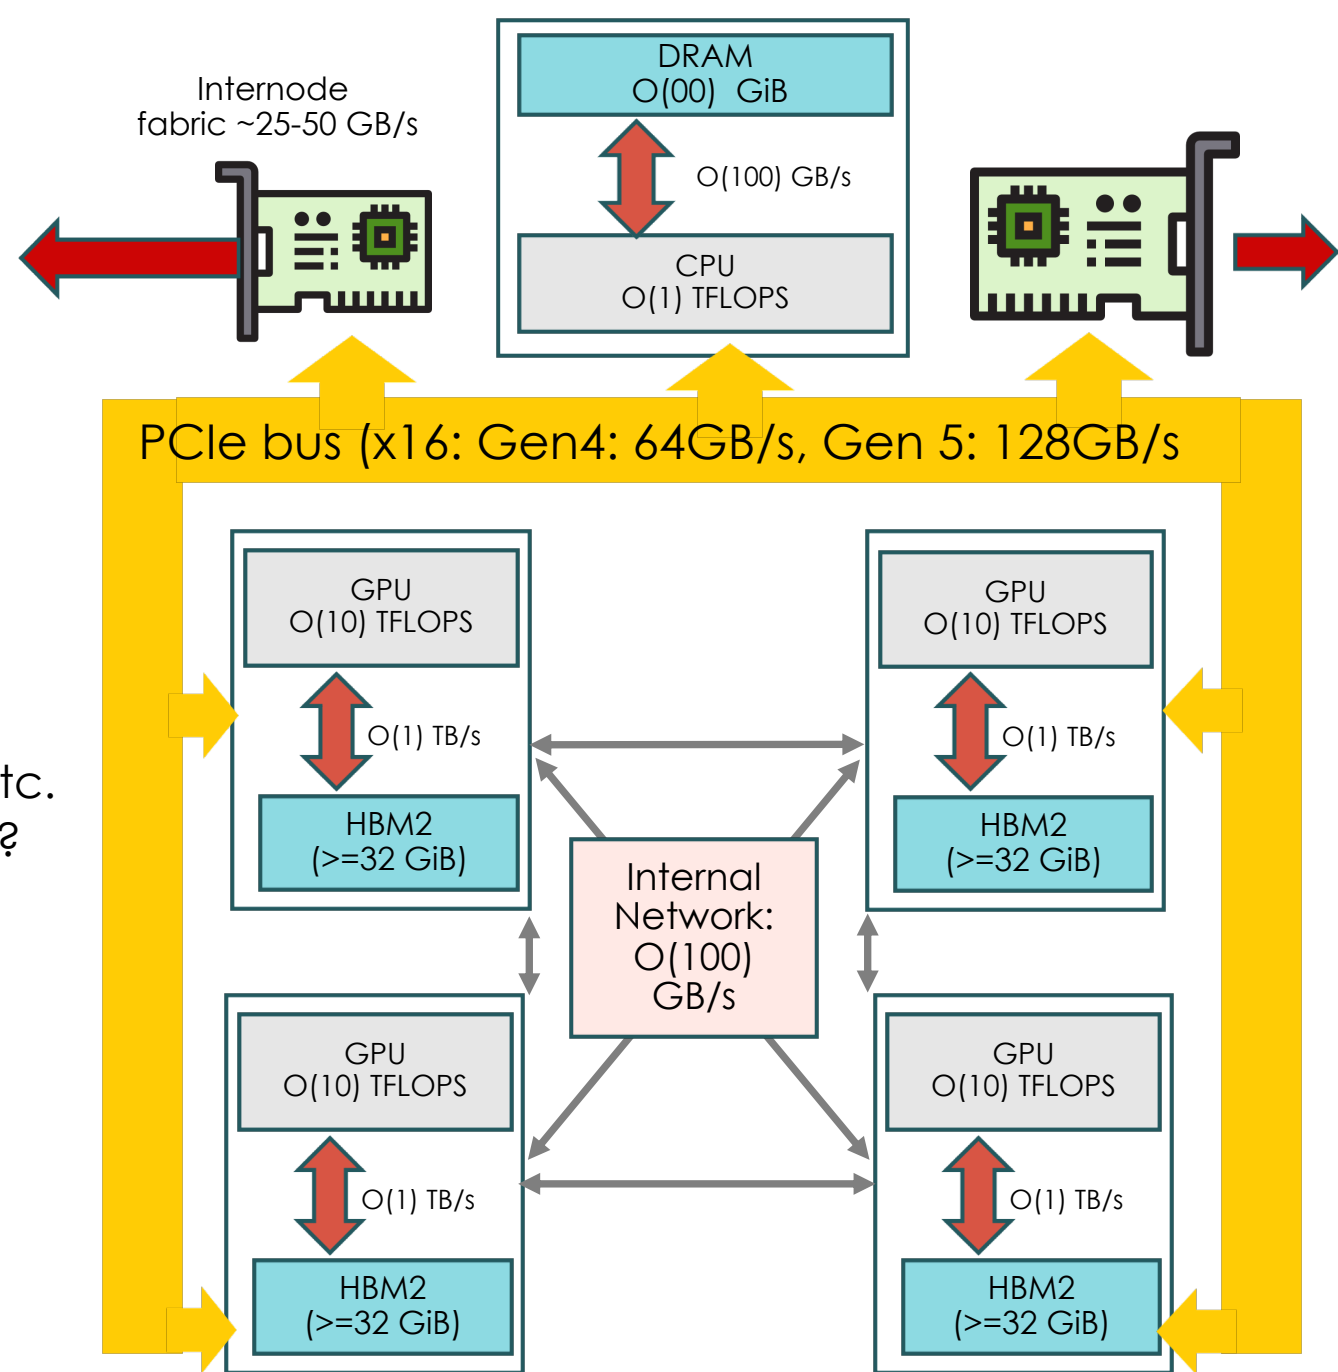 Internode
fabric ~25-50 GB/s
DRAM
O(00) GiB
O(100) GB/s
CPU
O(1) TFLOPS
PCIe bus (x16: Gen4: 64GB/s, Gen 5: 128GB/s
GPU
O(10) TFLOPS
O(1) TB/s
HBM2
(>=32 GiB)
GPU
O(10) TFLOPS
O(1) TB/s
HBM2
(>=32 GiB)
tc.
?
Internal
Network:
O(100)
GB/s
GPU
O(10) TFLOPS
O(1) TB/s
HBM2
(>=32 GiB)
GPU
O(10) TFLOPS
O(1) TB/s
HBM2
(>=32 GiB)